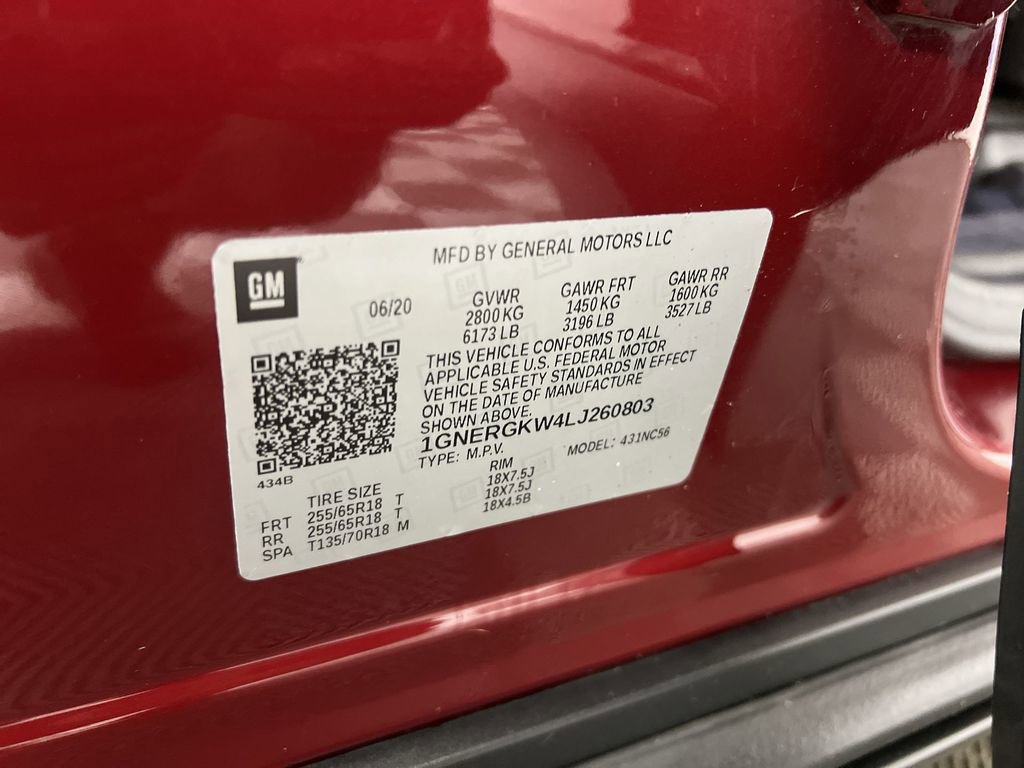 MFD BY GENERAL MOTORS LLC
GM
06/20
GVWR
2800 KG
6173 LB
GAWR FRT
1450 KG
3196 LB
GAWR RR
1600 KG
3527 LB
THIS VEHICLE CONFORMS TO ALL
APPLICABLE U.S. FEDERAL MOTOR
VEHICLE SAFETY STANDARDS IN EFFECT
ON THE DATE OF MANUFACTURE
SHOWN ABOVE.
1GNERGKW4LJ260803
TYPE: M.P.V. MODEL: 431NC56
434B
TIRE SIZE RIM
FRT 255/65R18 T 18X7.5J
RR 255/65R18 T 18X7.5J
SPA T135/70R18 M 18X4.5B